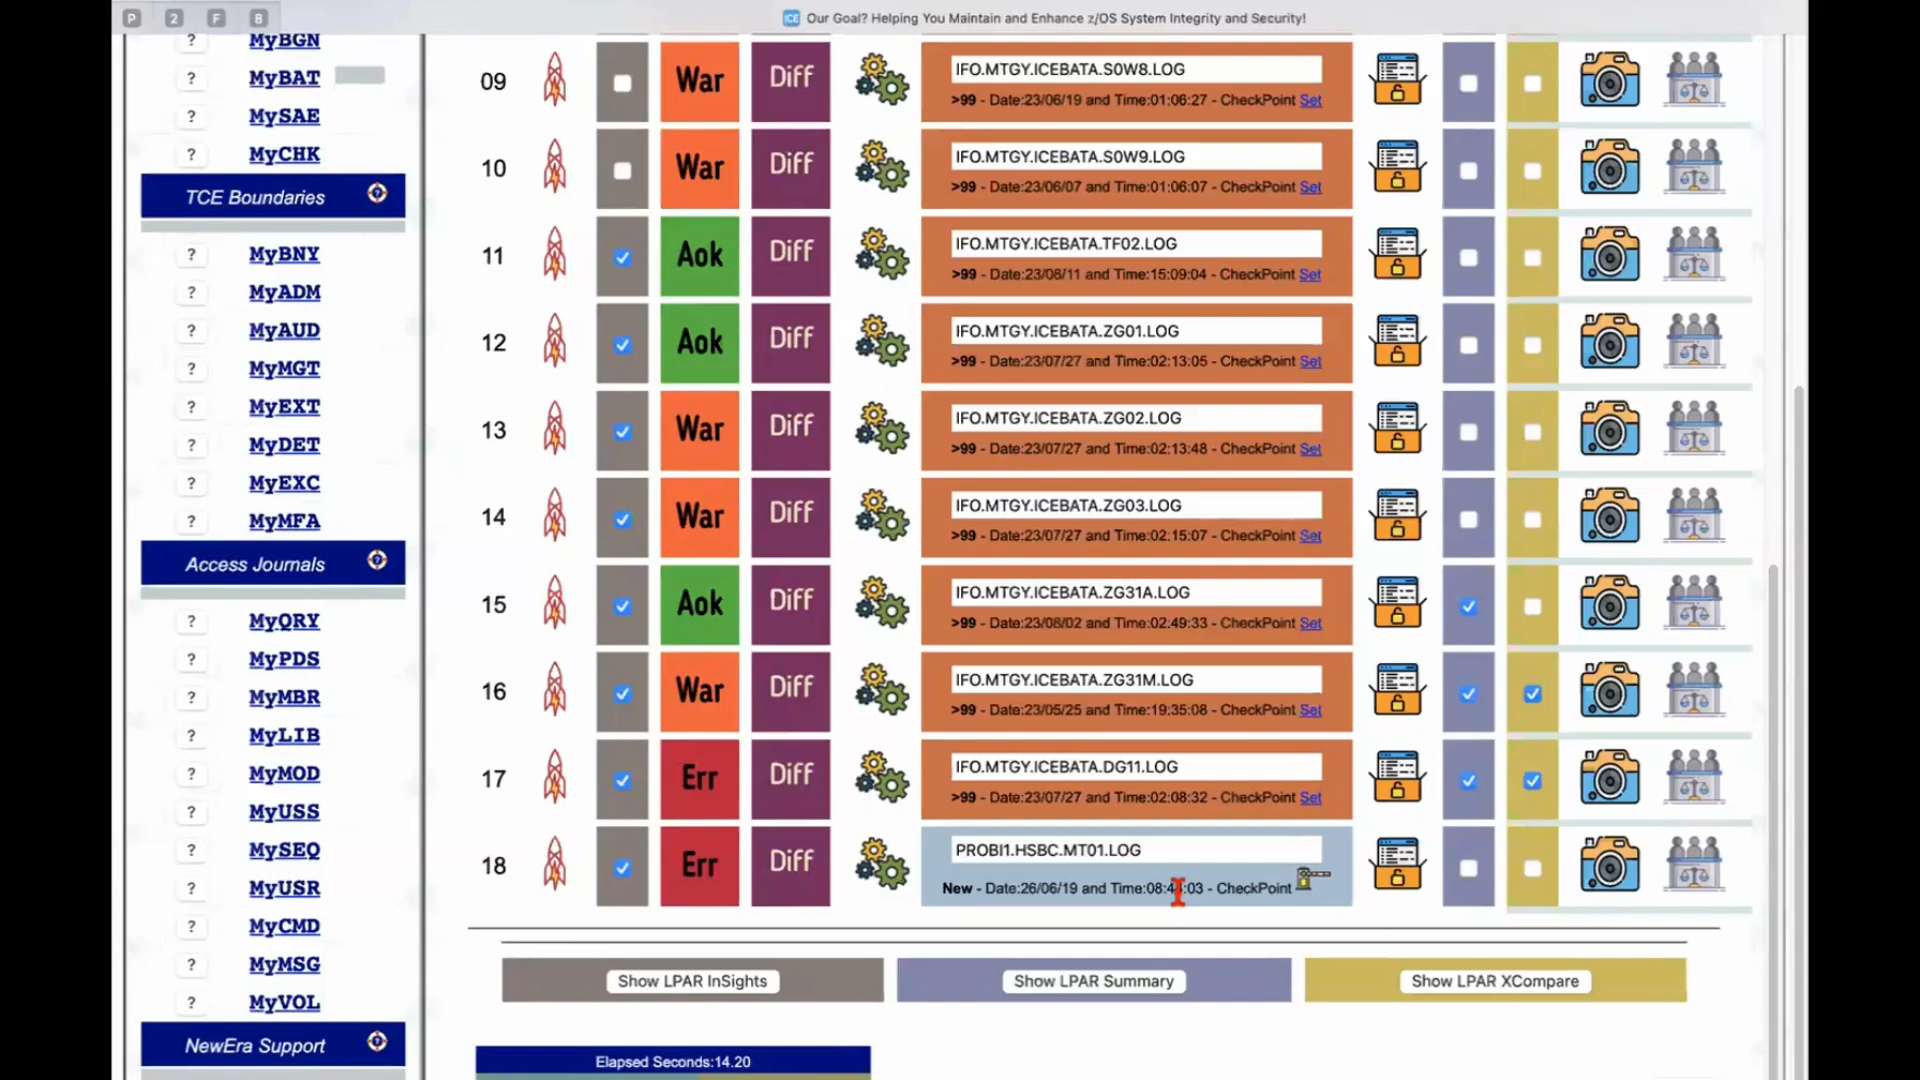 P 2 F 8
ICE Our Goal? Helping You Maintain and Enhance z/OS System Integrity and Security!
? MyBGN
? MyBAT
? MySAE
? MyCHK
TCE Boundaries
? MyBNY
? MyADM
? MyAUD
? MyMGT
? MyEXT
? MyDET
? MyEXC
? MyMFA
Access Journals
? MyQRY
? MyPDS
? MyMBR
? MyLIB
? MyMOD
? MyUSS
? MySEQ
? MyUSR
? MyCMD
? MyMSG
? MyVOL
NewEra Support
09 War Diff IFO.MTGY.ICEBATA.S0W8.LOG
>99 - Date:23/06/19 and Time:01:06:27 - CheckPoint Set
10 War Diff IFO.MTGY.ICEBATA.S0W9.LOG
>99 - Date:23/06/07 and Time:01:06:07 - CheckPoint Set
11 Aok Diff IFO.MTGY.ICEBATA.TF02.LOG
>99 - Date:23/08/11 and Time:15:09:04 - CheckPoint Set
12 Aok Diff IFO.MTGY.ICEBATA.ZG01.LOG
>99 - Date:23/07/27 and Time:02:13:05 - CheckPoint Set
13 War Diff IFO.MTGY.ICEBATA.ZG02.LOG
>99 - Date:23/07/27 and Time:02:13:48 - CheckPoint Set
14 War Diff IFO.MTGY.ICEBATA.ZG03.LOG
>99 - Date:23/07/27 and Time:02:15:07 - CheckPoint Set
15 Aok Diff IFO.MTGY.ICEBATA.ZG31A.LOG
>99 - Date:23/08/02 and Time:02:49:33 - CheckPoint Set
16 War Diff IFO.MTGY.ICEBATA.ZG31M.LOG
>99 - Date:23/05/25 and Time:19:35:08 - CheckPoint Set
17 Err Diff IFO.MTGY.ICEBATA.DG11.LOG
>99 - Date:23/07/27 and Time:02:08:32 - CheckPoint Set
18 Err Diff PROBI1.HSBC.MT01.LOG
New - Date:26/06/19 and - CheckPoint
Show LPAR InSights
Show LPAR Summary
Show LPAR XCompare
Elapsed Seconds:14.20